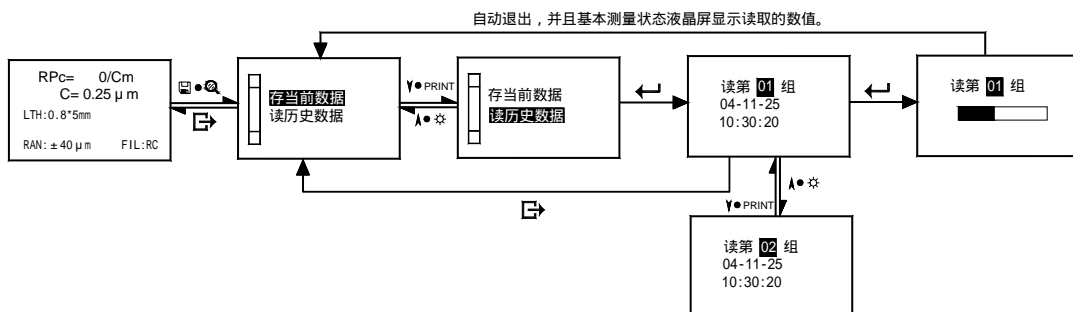 自动退出，并且基本测量状态液晶屏显示读取的数值。
RPc= 0/Cm
C= 0.25 μ m
LTH:0.8*5mm
RAN: ± 40 μ m FIL:RC
存当前数据
读历史数据
PRINT
存当前数据
读历史数据
读第 01 组
04-11-25
10:30:20
读第 01 组
PRINT
读第 02 组
04-11-25
10:30:20